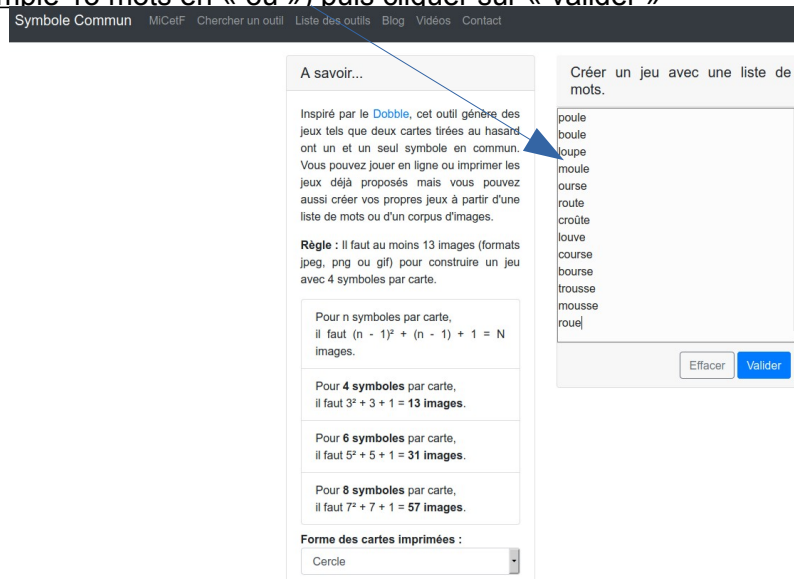 mots en « ou ») puis cliquer sur « valider »
Symbole Commun MiCetF Chercher un outil Liste des outils Blog Vidéos Contact
A savoir...
Inspiré par le Dobble, cet outil génère des
jeux tels que deux cartes tirées au hasard
ont un et un seul symbole en commun.
Vous pouvez jouer en ligne ou imprimer les
jeux déjà proposés mais vous pouvez
aussi créer vos propres jeux à partir d'une
liste de mots ou d'un corpus d'images.
Règle : Il faut au moins 13 images (formats
jpeg, png ou gif) pour construire un jeu
avec 4 symboles par carte.
Pour n symboles par carte,
il faut (n - 1)² + (n - 1) + 1 = N
images.
Pour 4 symboles par carte,
il faut 3² + 3 + 1 = 13 images.
Pour 6 symboles par carte,
il faut 5² + 5 + 1 = 31 images.
Pour 8 symboles par carte,
il faut 7² + 7 + 1 = 57 images.
Forme des cartes imprimées :
Cercle
Créer un jeu avec une liste de
mots.
poule
boule
loupe
moule
ourse
route
croûte
louve
course
bourse
trousse
mousse
roue
Effacer Valider